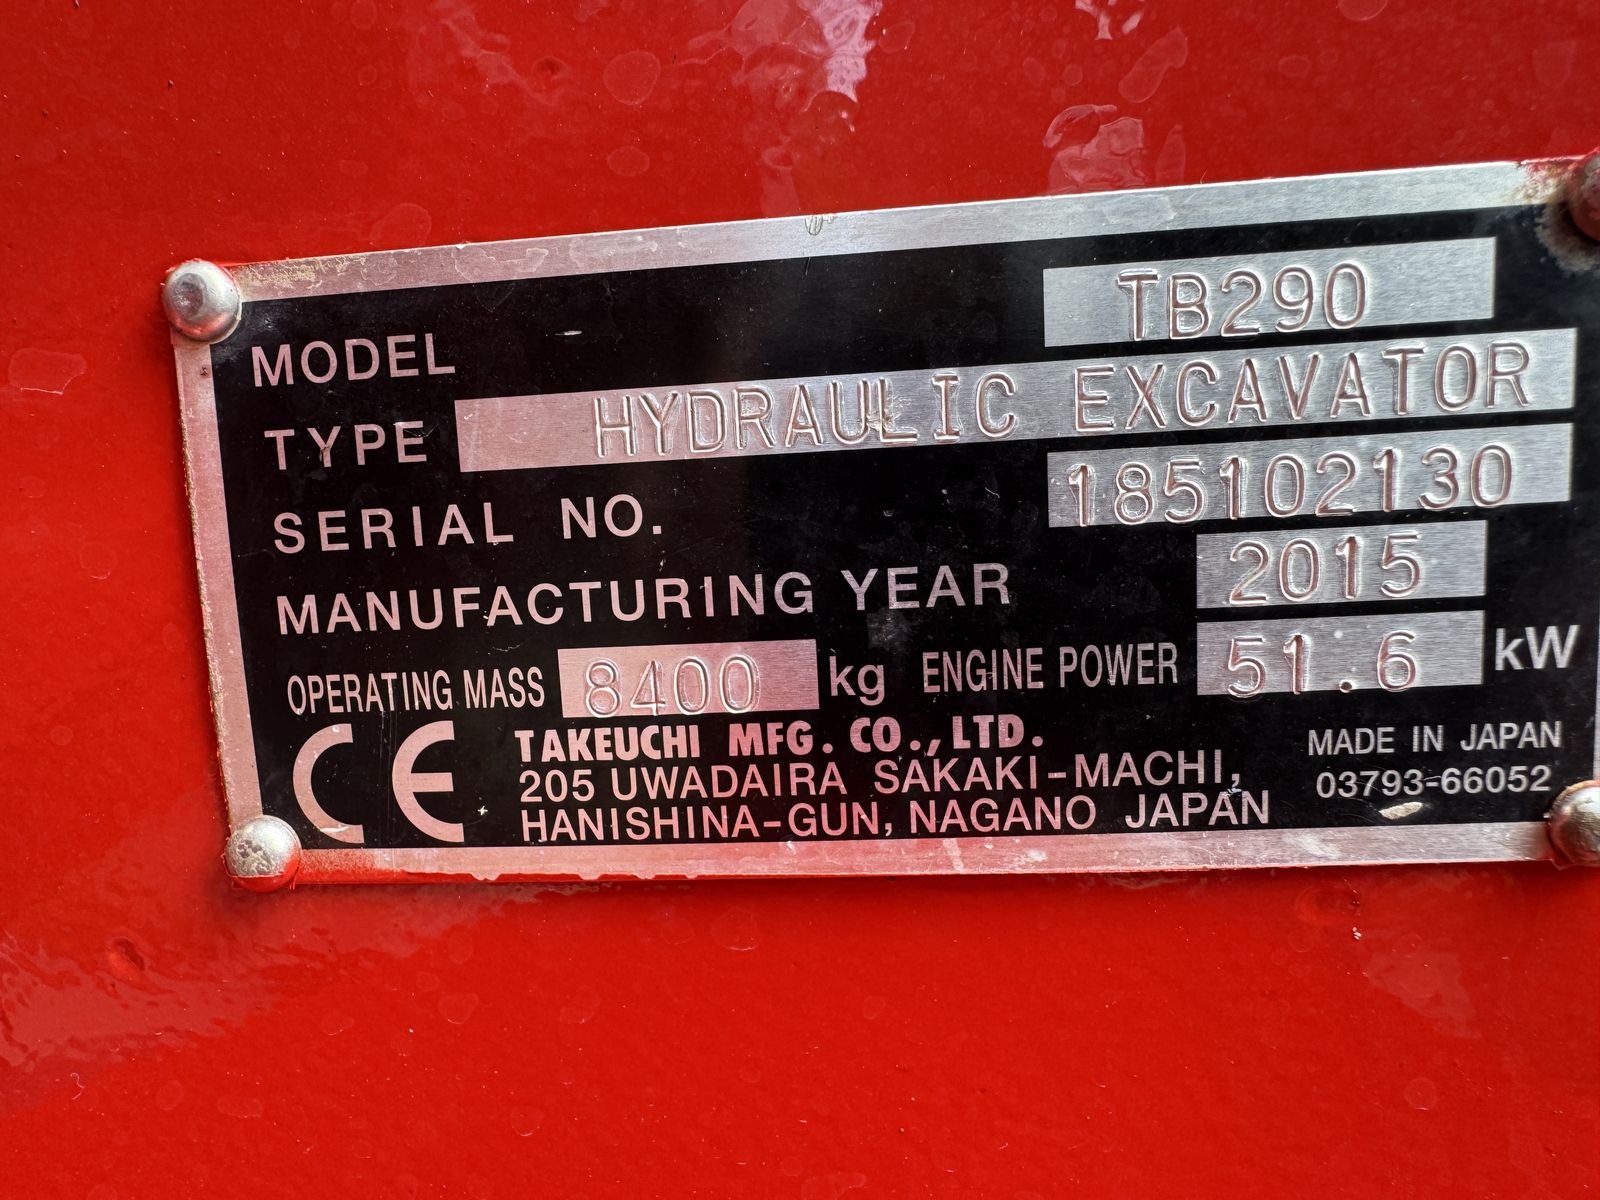 MODEL TB290
TYPE HYDRAULIC EXCAVATOR
SERIAL NO. 185102130
MANUFACTURING YEAR 2015
OPERATING MASS 8400 kg ENGINE POWER 51.6 kW
CE TAKEUCHI MFG. CO., LTD.
205 UWADAIRA SAKAKI-MACHI,
HANISHINA-GUN, NAGANO JAPAN
MADE IN JAPAN
03793-66052